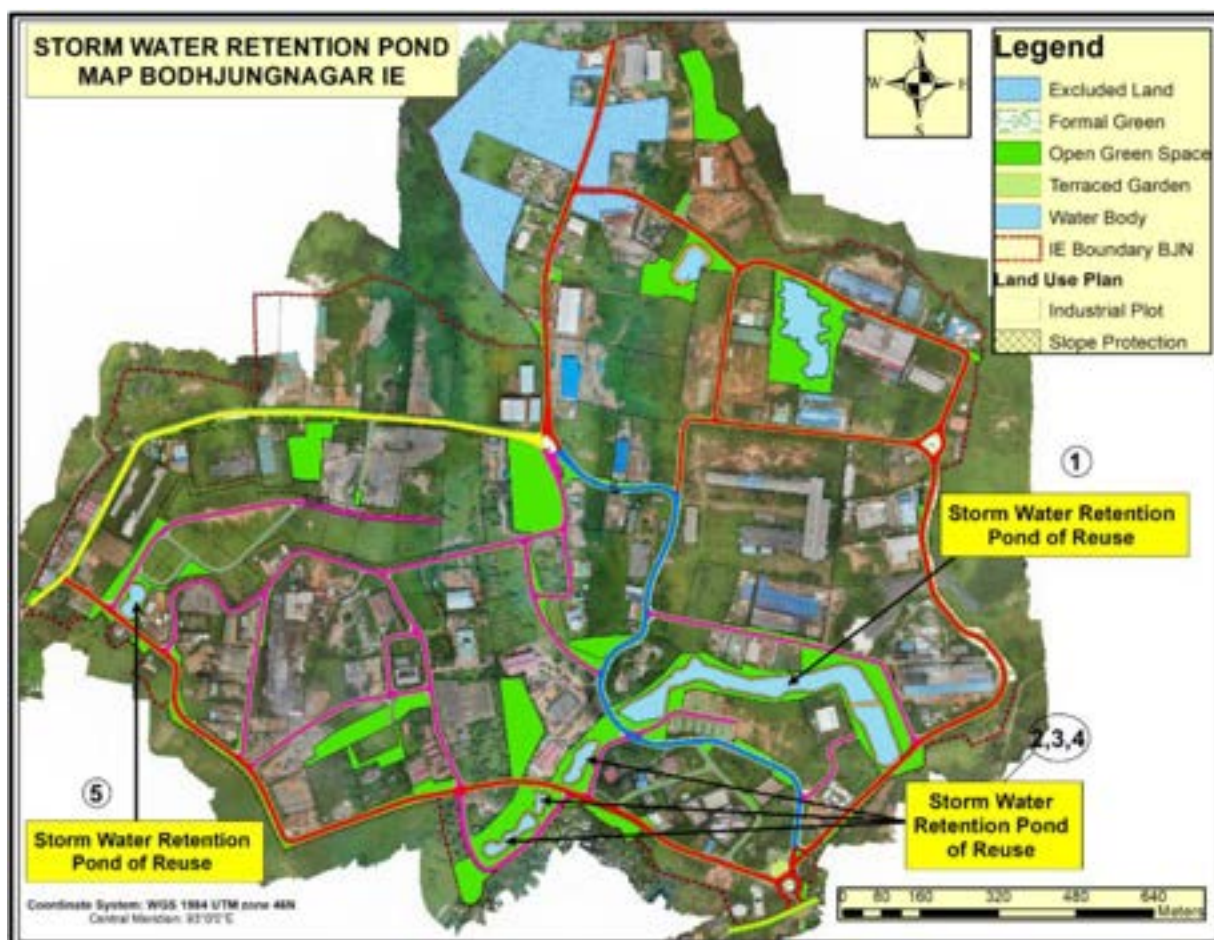 STORM WATER RETENTION POND
MAP BODHJUNGNAGAR IE
N
W
E
S
Legend
Excluded Land
Formal Green
Open Green Space
Terraced Garden
Water Body
IE Boundary BJN
Land Use Plan
Industrial Plot
Slope Protection
1
Storm Water Retention
Pond of Reuse
2,3,4
Storm Water
Retention Pond
of Reuse
5
Storm Water Retention
Pond of Reuse
Coordinate System: WGS 1984 UTM zone 46N
Central Meridian: 93°0'0"E
0 80 160 320 480 640
Meters